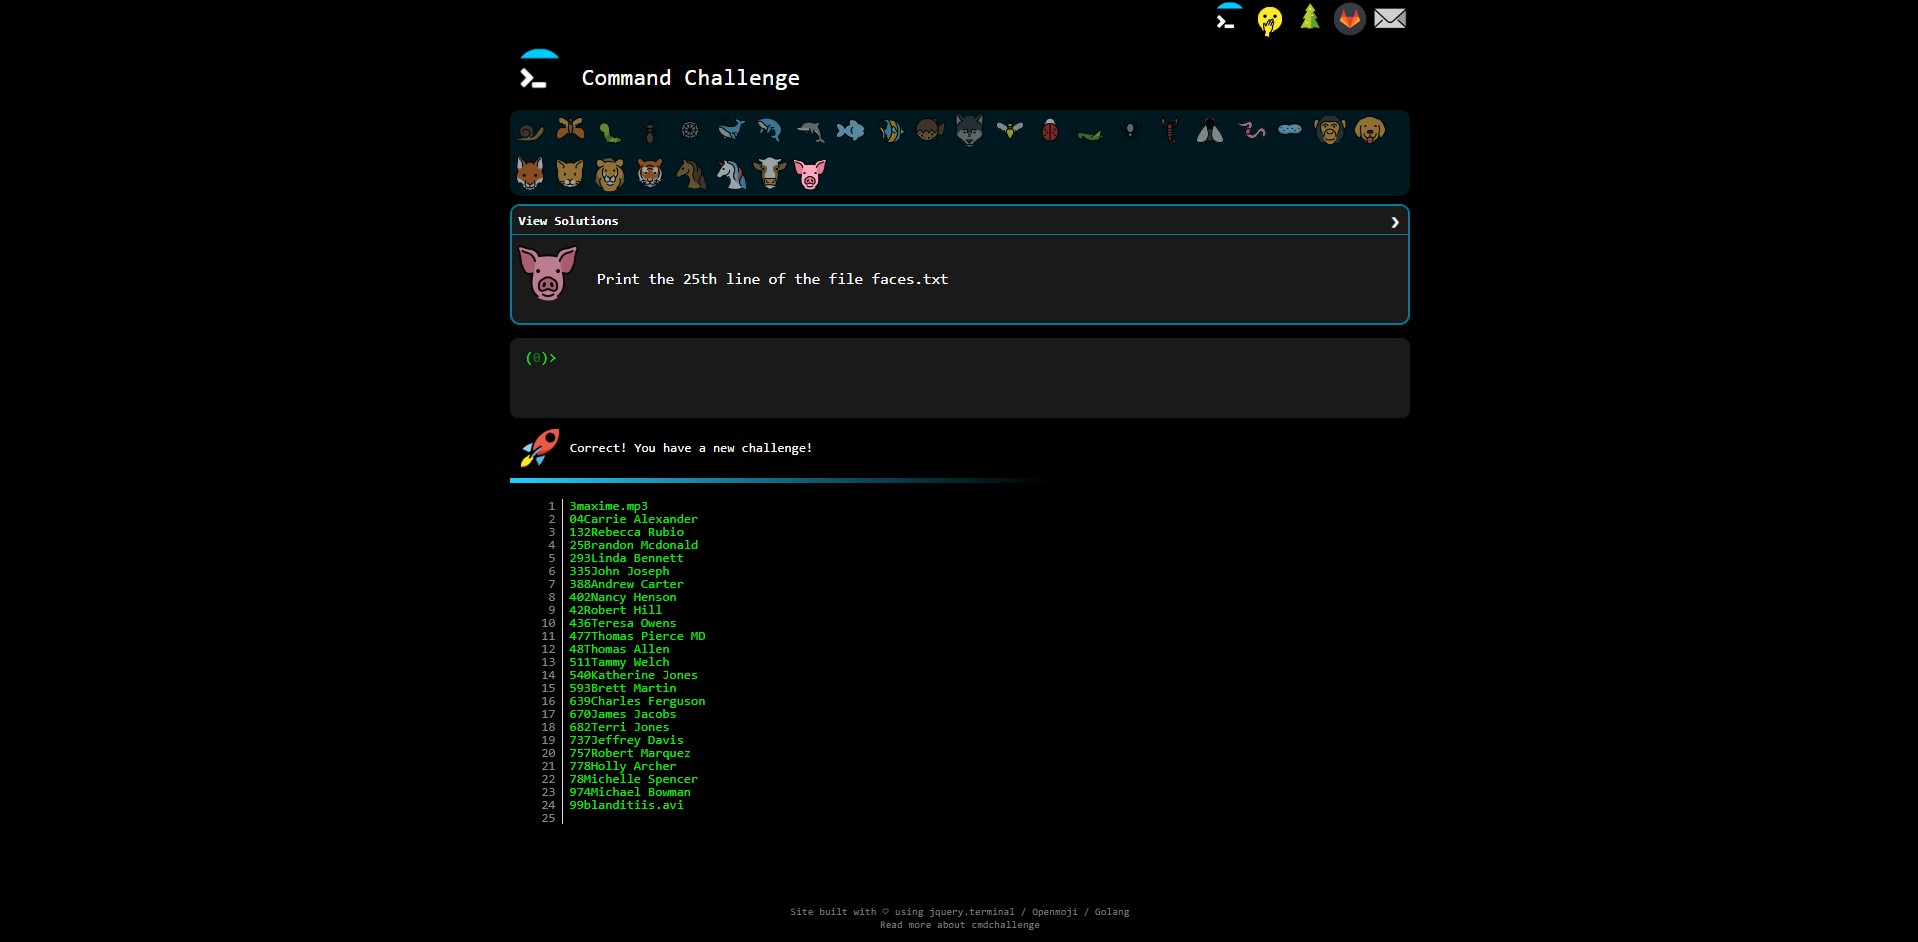 Command Challenge
View Solutions
Print the 25th line of the file faces.txt
(0)>
Correct! You have a new challenge!
1 3maxime.mp3
2 04Carrie Alexander
3 132Rebecca Rubio
4 25Brandon Mcdonald
5 293Linda Bennett
6 335John Joseph
7 388Andrew Carter
8 402Nancy Henson
9 42Robert Hill
10 436Teresa Owens
11 477Thomas Pierce MD
12 48Thomas Allen
13 511Tammy Welch
14 540Katherine Jones
15 593Brett Martin
16 639Charles Ferguson
17 670James Jacobs
18 682Terri Jones
19 737Jeffrey Davis
20 757Robert Marquez
21 778Holly Archer
22 78Michelle Spencer
23 974Michael Bowman
24 99blanditiis.avi
25
Site built with ♡ using jquery.terminal / Openmoji / Golang
Read more about cmdchallenge